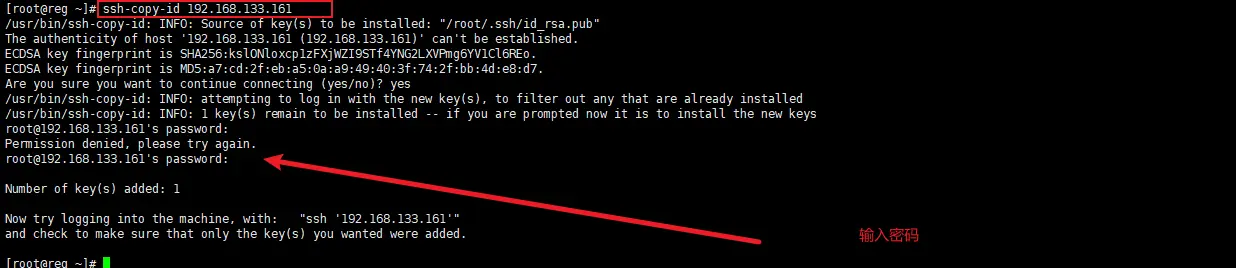 [root@reg ~]# ssh-copy-id 192.168.133.161
/usr/bin/ssh-copy-id: INFO: Source of key(s) to be installed: "/root/.ssh/id_rsa.pub"
The authenticity of host '192.168.133.161 (192.168.133.161)' can't be established.
ECDSA key fingerprint is SHA256:kslONloxcp1zFXjWZI9STf4YNG2LXVPmg6YV1Cl6REo.
ECDSA key fingerprint is MD5:a7:cd:2f:eb:a5:0a:a9:49:40:3f:74:2f:bb:4d:e8:d7.
Are you sure you want to continue connecting (yes/no)? yes
/usr/bin/ssh-copy-id: INFO: attempting to log in with the new key(s), to filter out any that are already installed
/usr/bin/ssh-copy-id: INFO: 1 key(s) remain to be installed -- if you are prompted now it is to install the new keys
root@192.168.133.161's password:
Permission denied, please try again.
root@192.168.133.161's password:
Number of key(s) added: 1
Now try logging into the machine, with:   "ssh '192.168.133.161'"
and check to make sure that only the key(s) you wanted were added.
输入密码
[root@reg ~]#